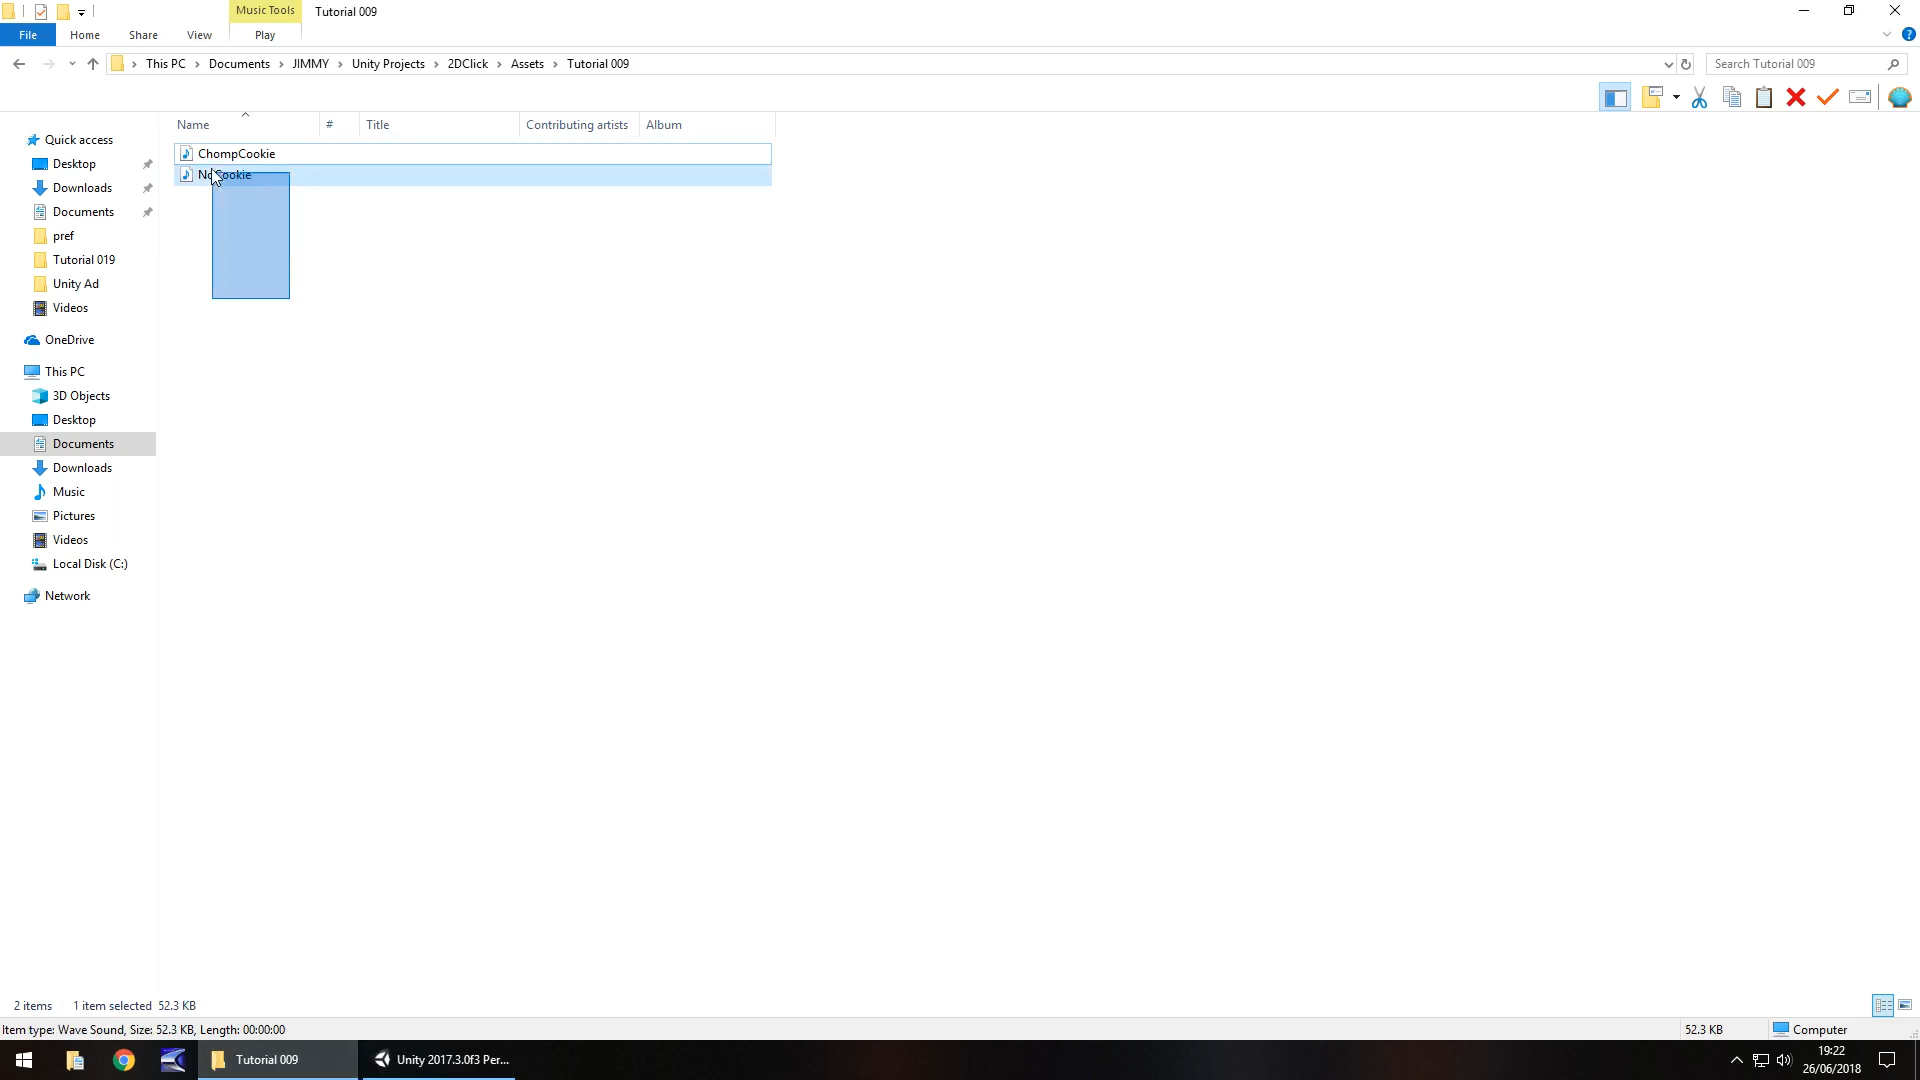 Music Tools
Tutorial 009
File
Home
Share
View
Play
This PC
Documents
JIMMY
Unity Projects
2DClick
Assets
Tutorial 009
Search Tutorial 009
Name
#
Title
Contributing artists
Album
ChompCookie
NoCookie
Quick access
Desktop
Downloads
Documents
pref
Tutorial 019
Unity Ad
Videos
OneDrive
This PC
3D Objects
Desktop
Documents
Downloads
Music
Pictures
Videos
Local Disk (C:)
Network
2 items
1 item selected 52.3 KB
Item type: Wave Sound, Size: 52.3 KB, Length: 00:00:00
52.3 KB
Computer
Tutorial 009
Unity 2017.3.0f3 Per...
19:22
26/06/2018